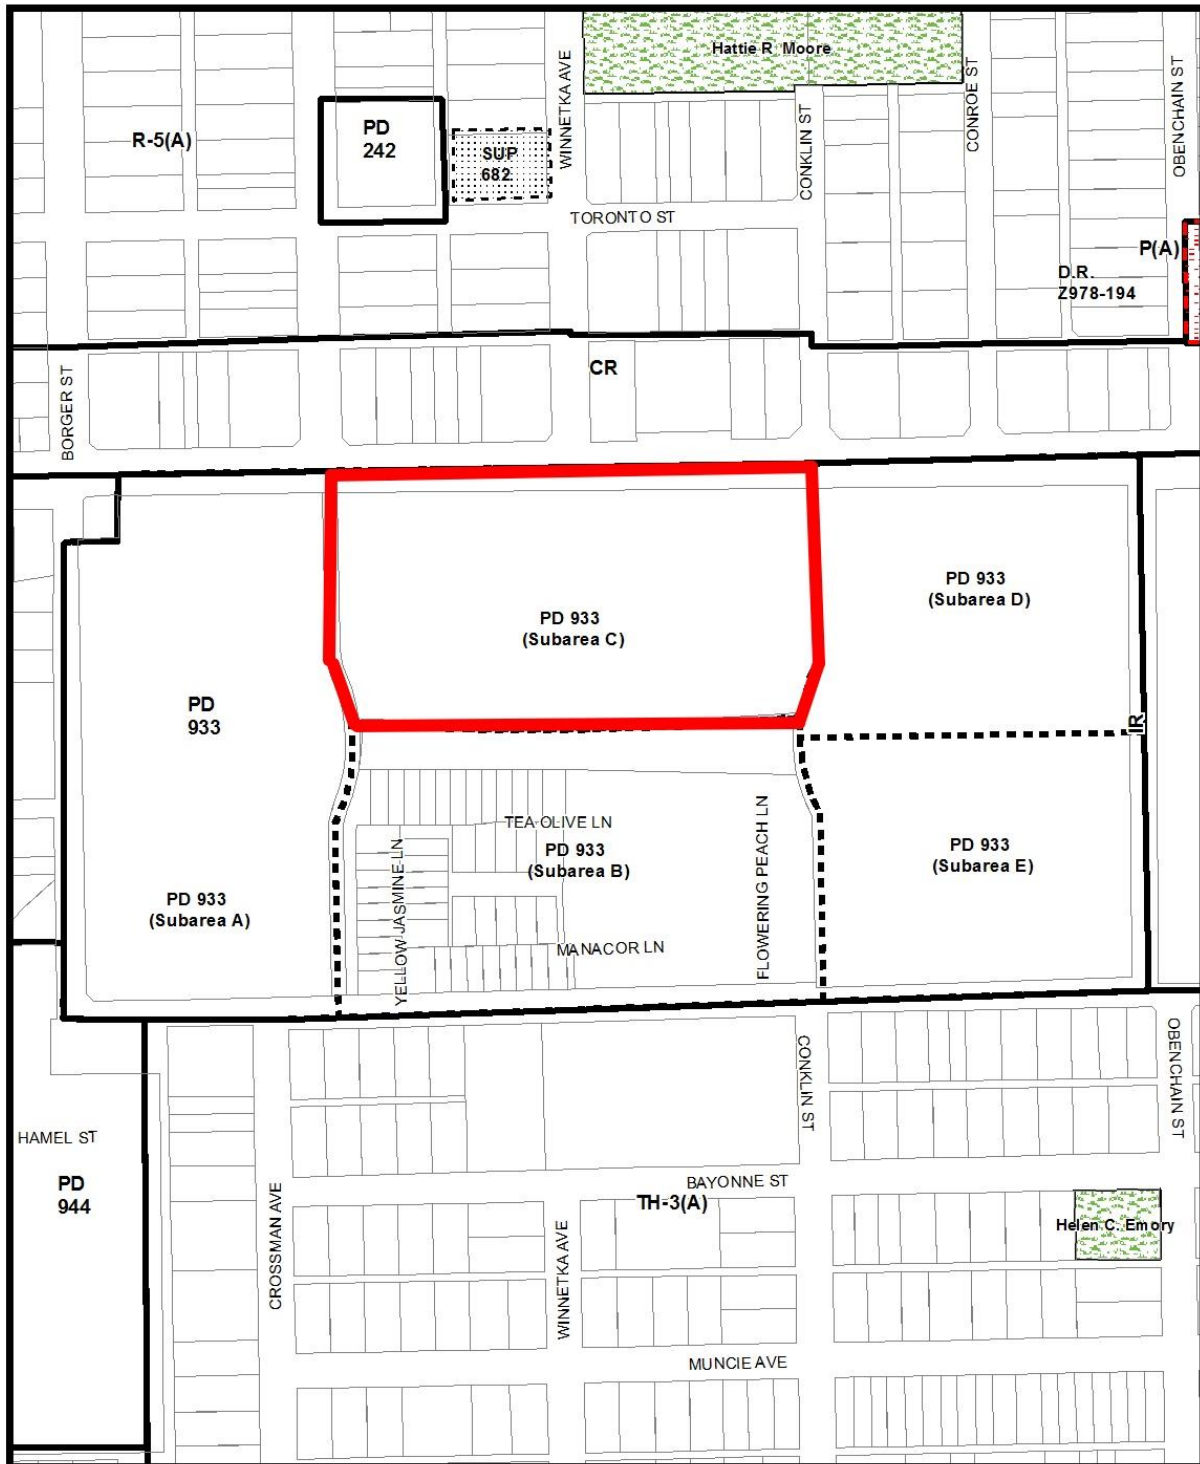 Hattie R Moore
WINNETKA AVE
CONKLIN ST
CONROE ST
OBENCHAIN ST
R-5(A)
PD
242
SUP
682
TORONTO ST
P(A)
D.R.
Z978-194
CR
BORGER ST
PD 933
(Subarea D)
PD 933
(Subarea C)
PD
933
IR
TEA OLIVE LN
PD 933
(Subarea B)
PD 933
(Subarea E)
FLOWERING PEACH LN
YELLOW JASMINE LN
PD 933
(Subarea A)
MANACOR LN
CONKLIN ST
OBENCHAIN ST
HAMEL ST
PD
944
BAYONNE ST
TH-3(A)
Helen C. Emory
CROSSMAN AVE
WINNETKA AVE
MUNCIE AVE